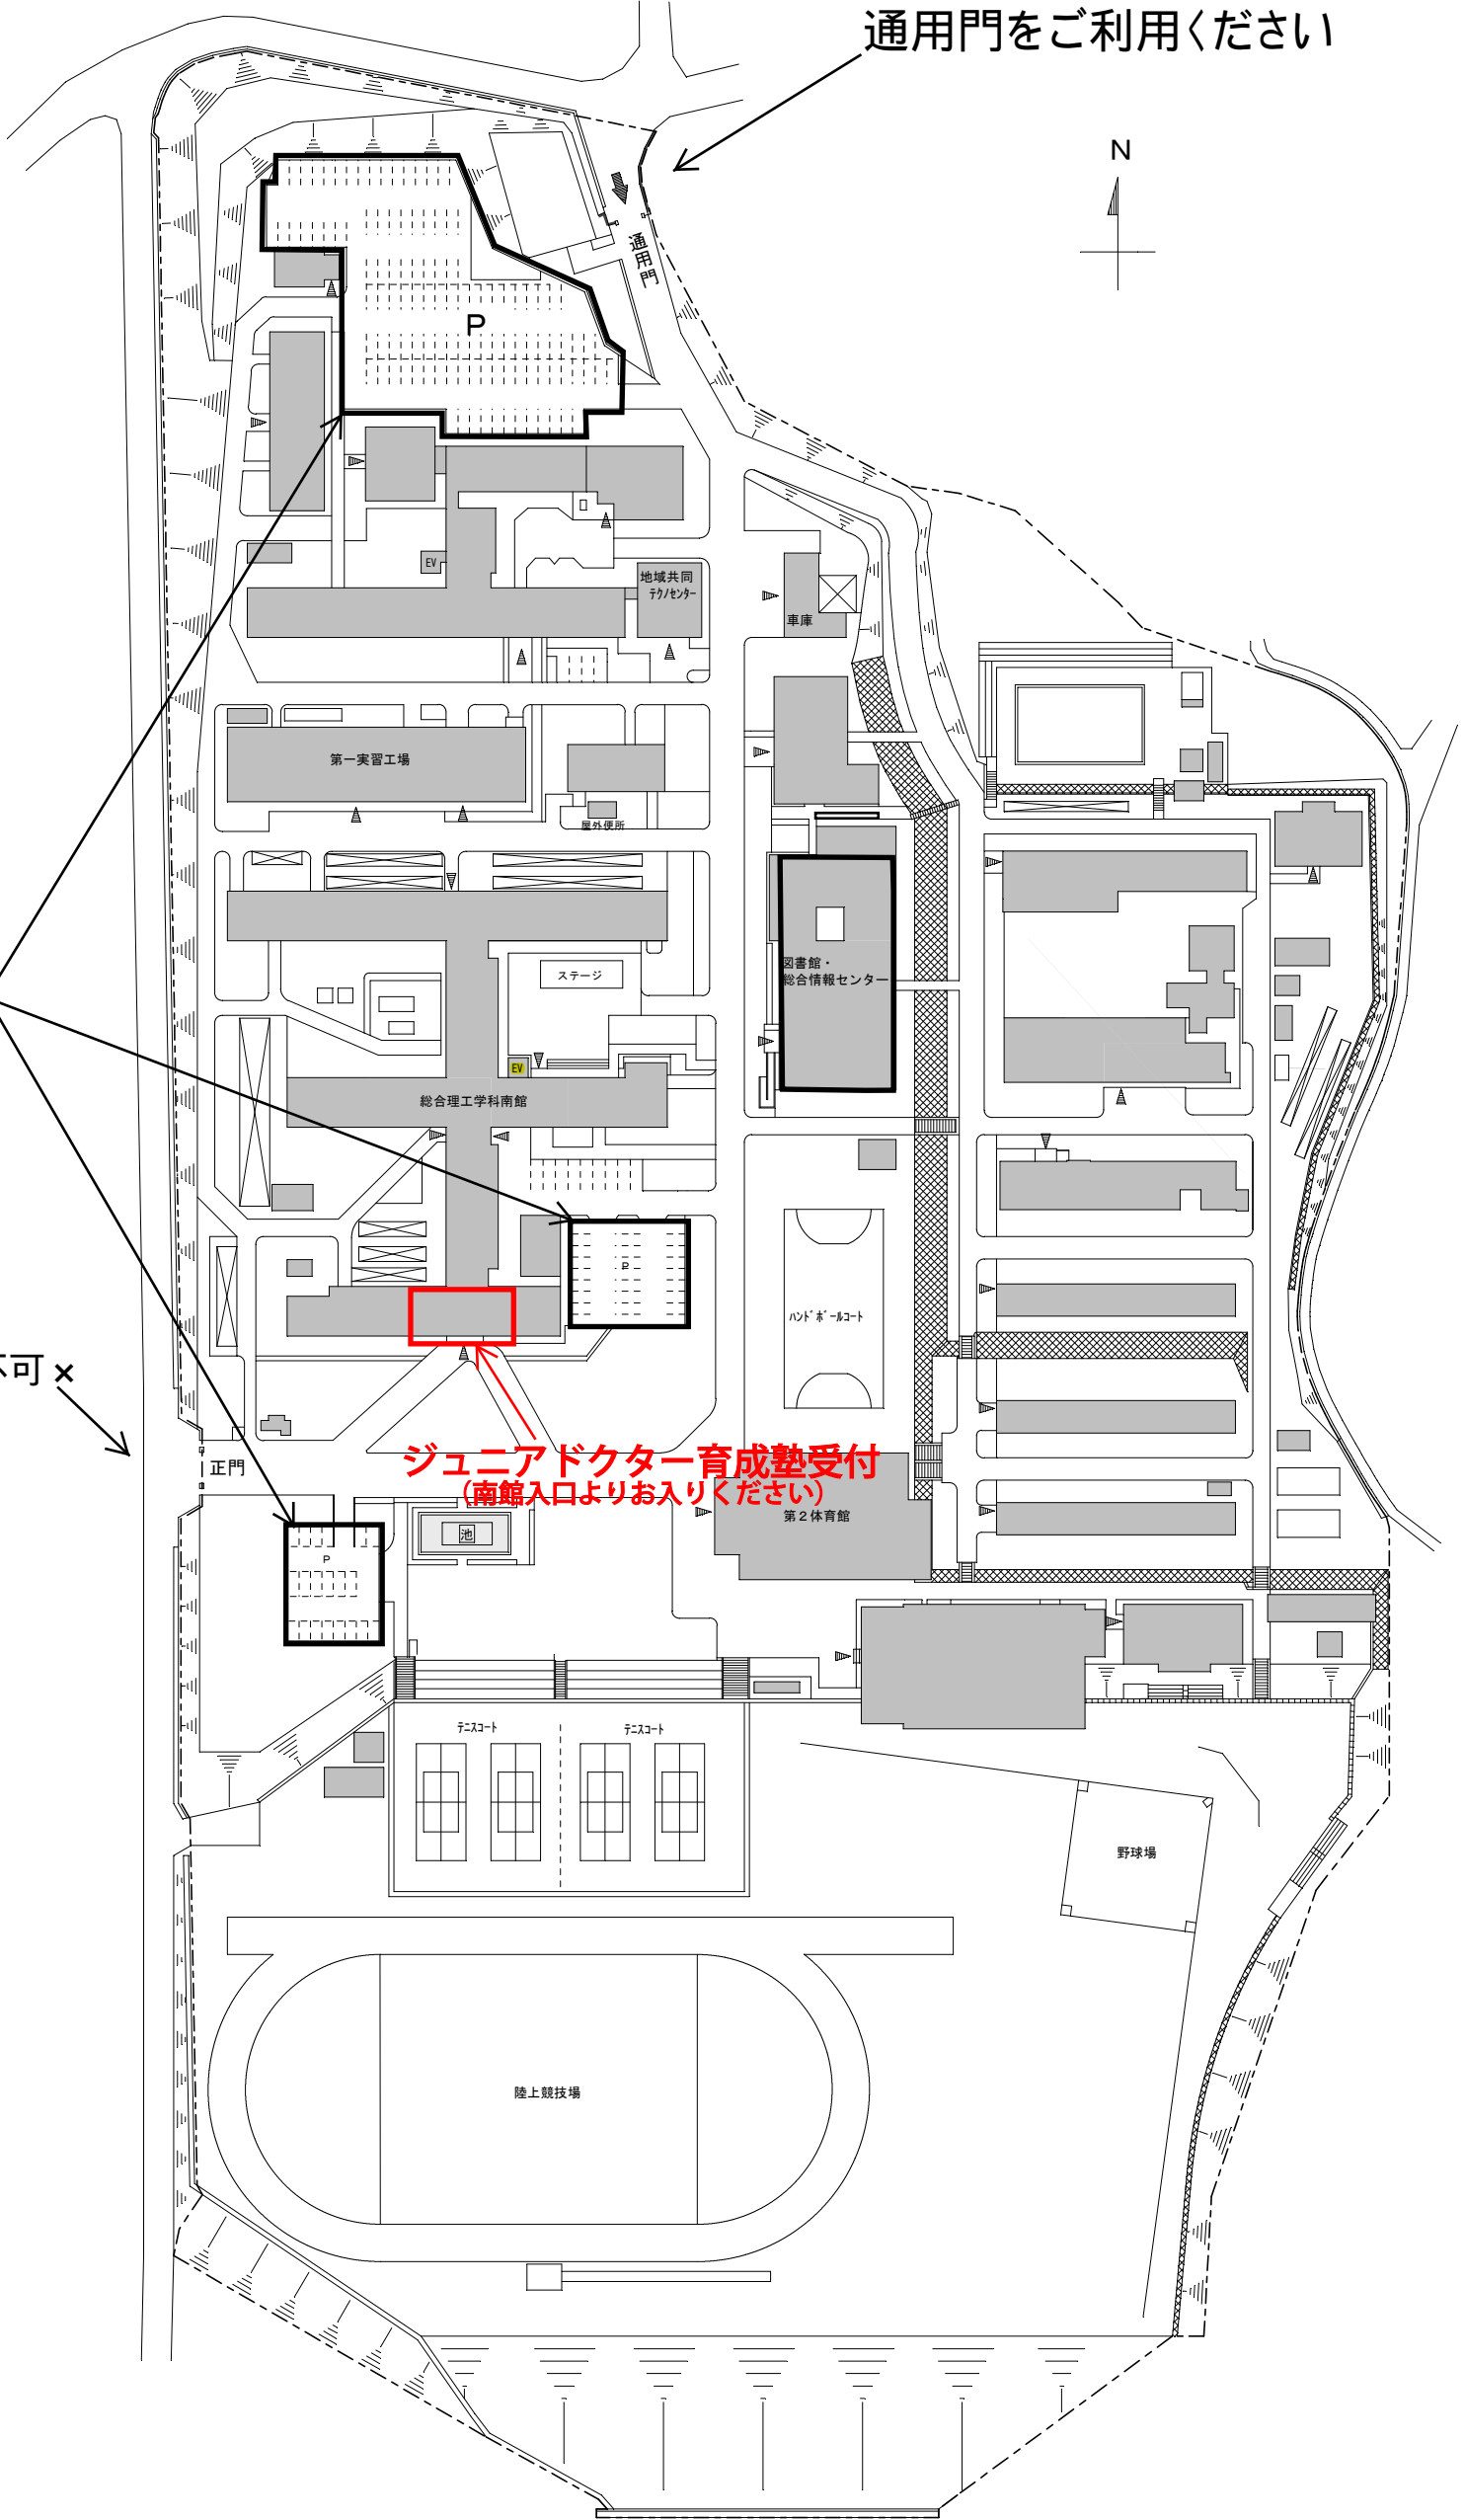 通用門をご利用ください
N
通用門
P
EV
地域共同
テクノセンター
車庫
第一実習工場
屋外便所
ステージ
図書館・
総合情報センター
EV
総合理工学科南館
P
ハンドボールコート
不可×
ジュニアドクター育成塾受付
(南館入口よりお入りください)
正門
第2体育館
池
P
テニスコート
テニスコート
野球場
陸上競技場